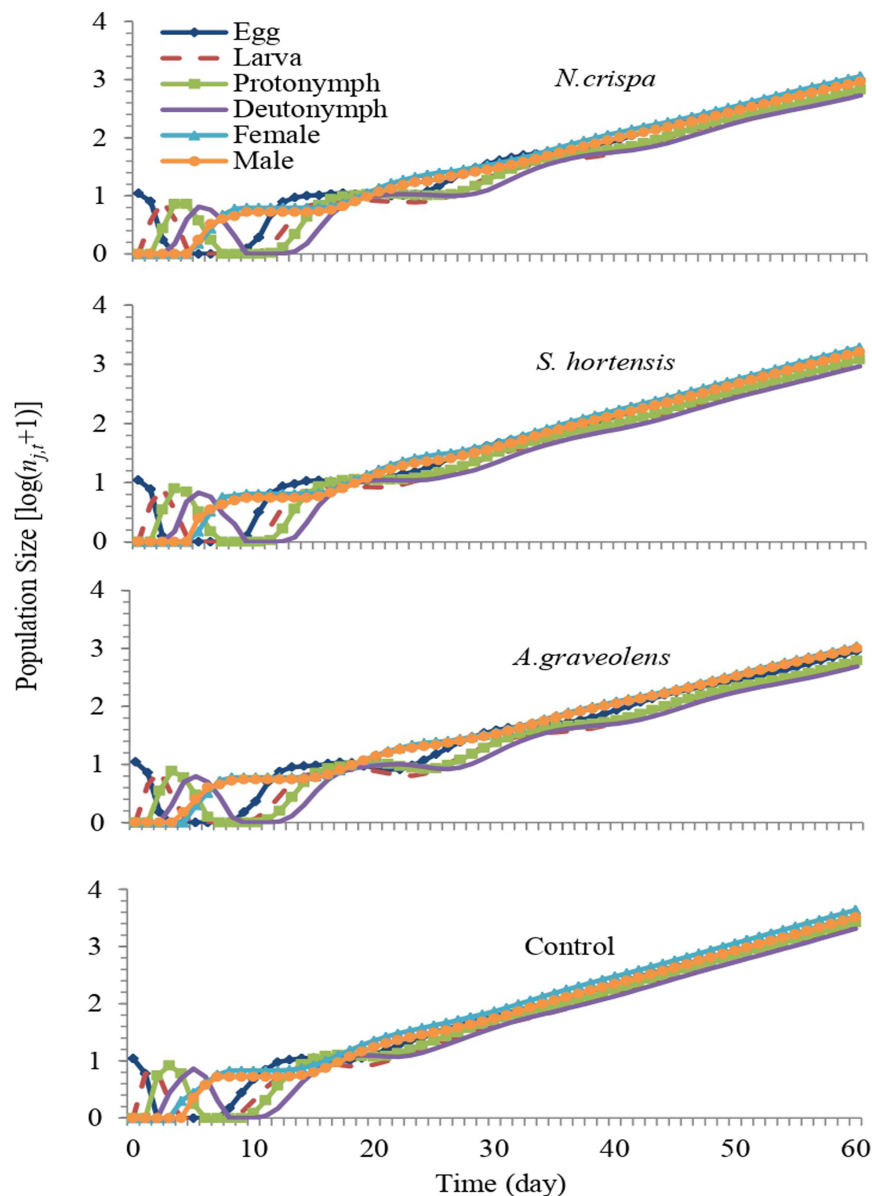 4
3
2
1
0
Egg
Larva
Protonymph
Deutonymph
Female
Male
N.crispa
4
3
2
1
0
S. hortensis
Population Size [log(nj,t+1)]
4
3
2
1
0
A.graveolens
4
3
2
1
0
Control
0 10 20 30 40 50 60
Time (day)